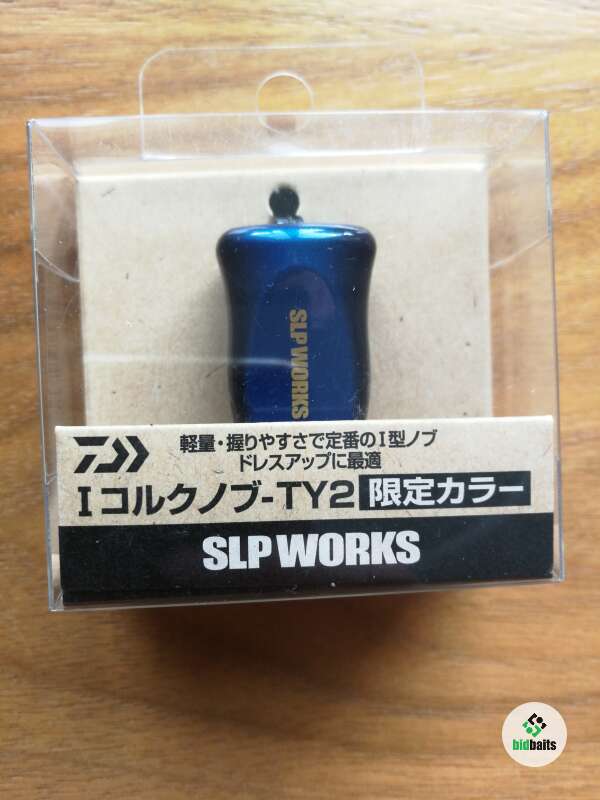 SLP WORKS
軽量・握りやすさで定番のI型ノブ
ドレスアップに最適
Iコルクノブ-TY2 限定カラー
SLP WORKS
bidbaits